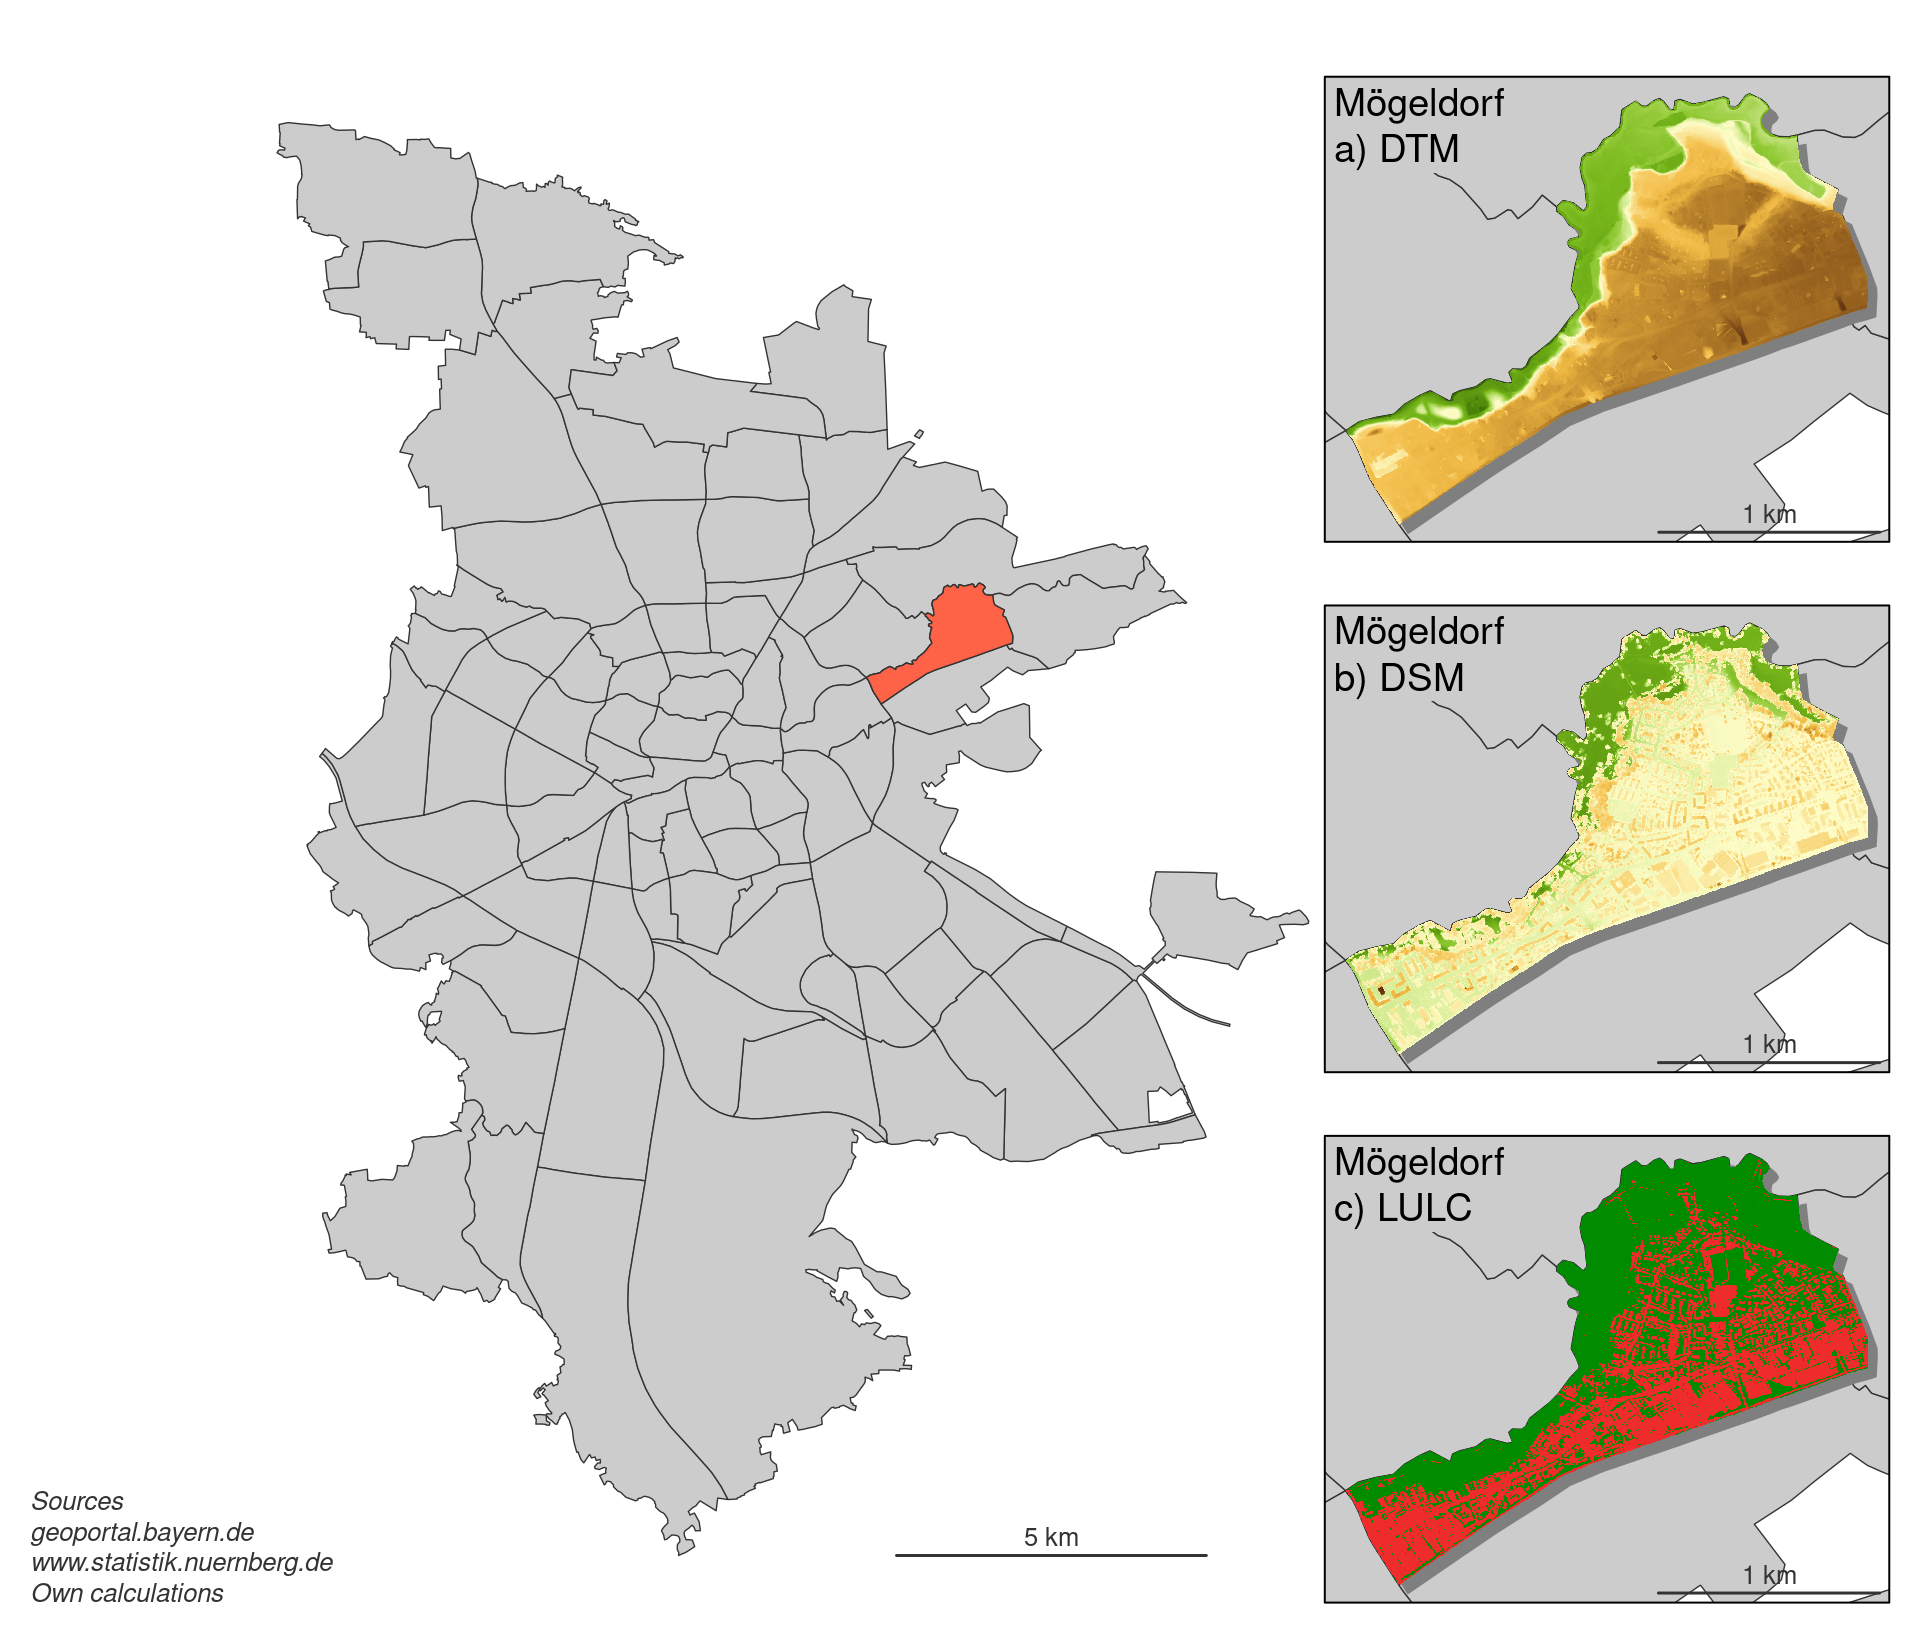 Mögeldorf
a) DTM
1 km
Mögeldorf
b) DSM
1 km
Mögeldorf
c) LULC
1 km
5 km
Sources
geoportal.bayern.de
www.statistik.nuernberg.de
Own calculations